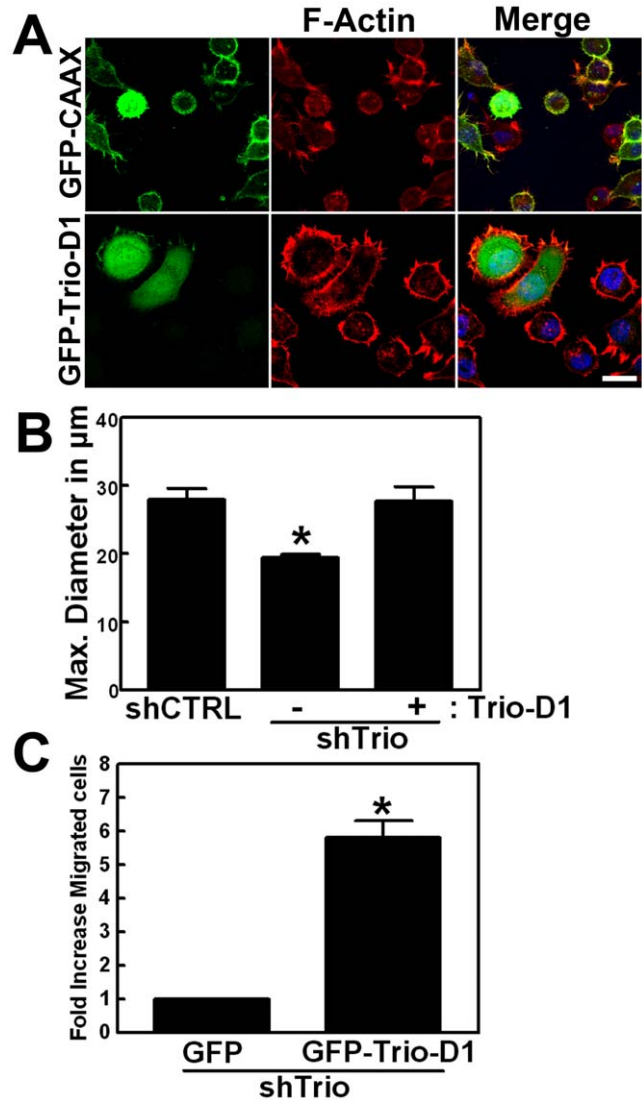 A
F-Actin
Merge
GFP-CAAX
GFP-Trio-D1
B
Max. Diameter in µm
40
30
20
10
0
*
shCTRL
-
+
: Trio-D1
shTrio
C
Fold Increase Migrated cells
8
7
6
5
4
3
2
1
0
*
GFP
GFP-Trio-D1
shTrio